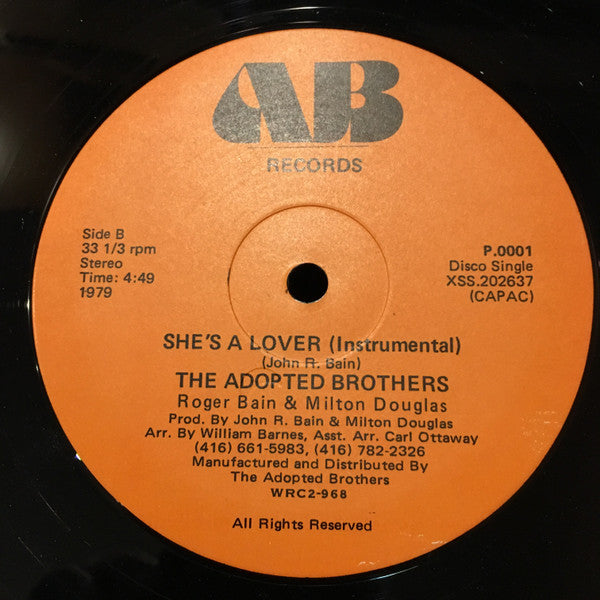 AB
RECORDS
Side B
33 1/3 rpm
Stereo
Time: 4:49
1979
P.0001
Disco Single
XSS.202637
(CAPAC)
SHE'S A LOVER (Instrumental)
(John R. Bain)
THE ADOPTED BROTHERS
Roger Bain & Milton Douglas
Prod. By John R. Bain & Milton Douglas
Arr. By William Barnes, Asst. Arr. Carl Ottaway
(416) 661-5983, (416) 782-2326
Manufactured and Distributed By
The Adopted Brothers
WRC2-968
All Rights Reserved